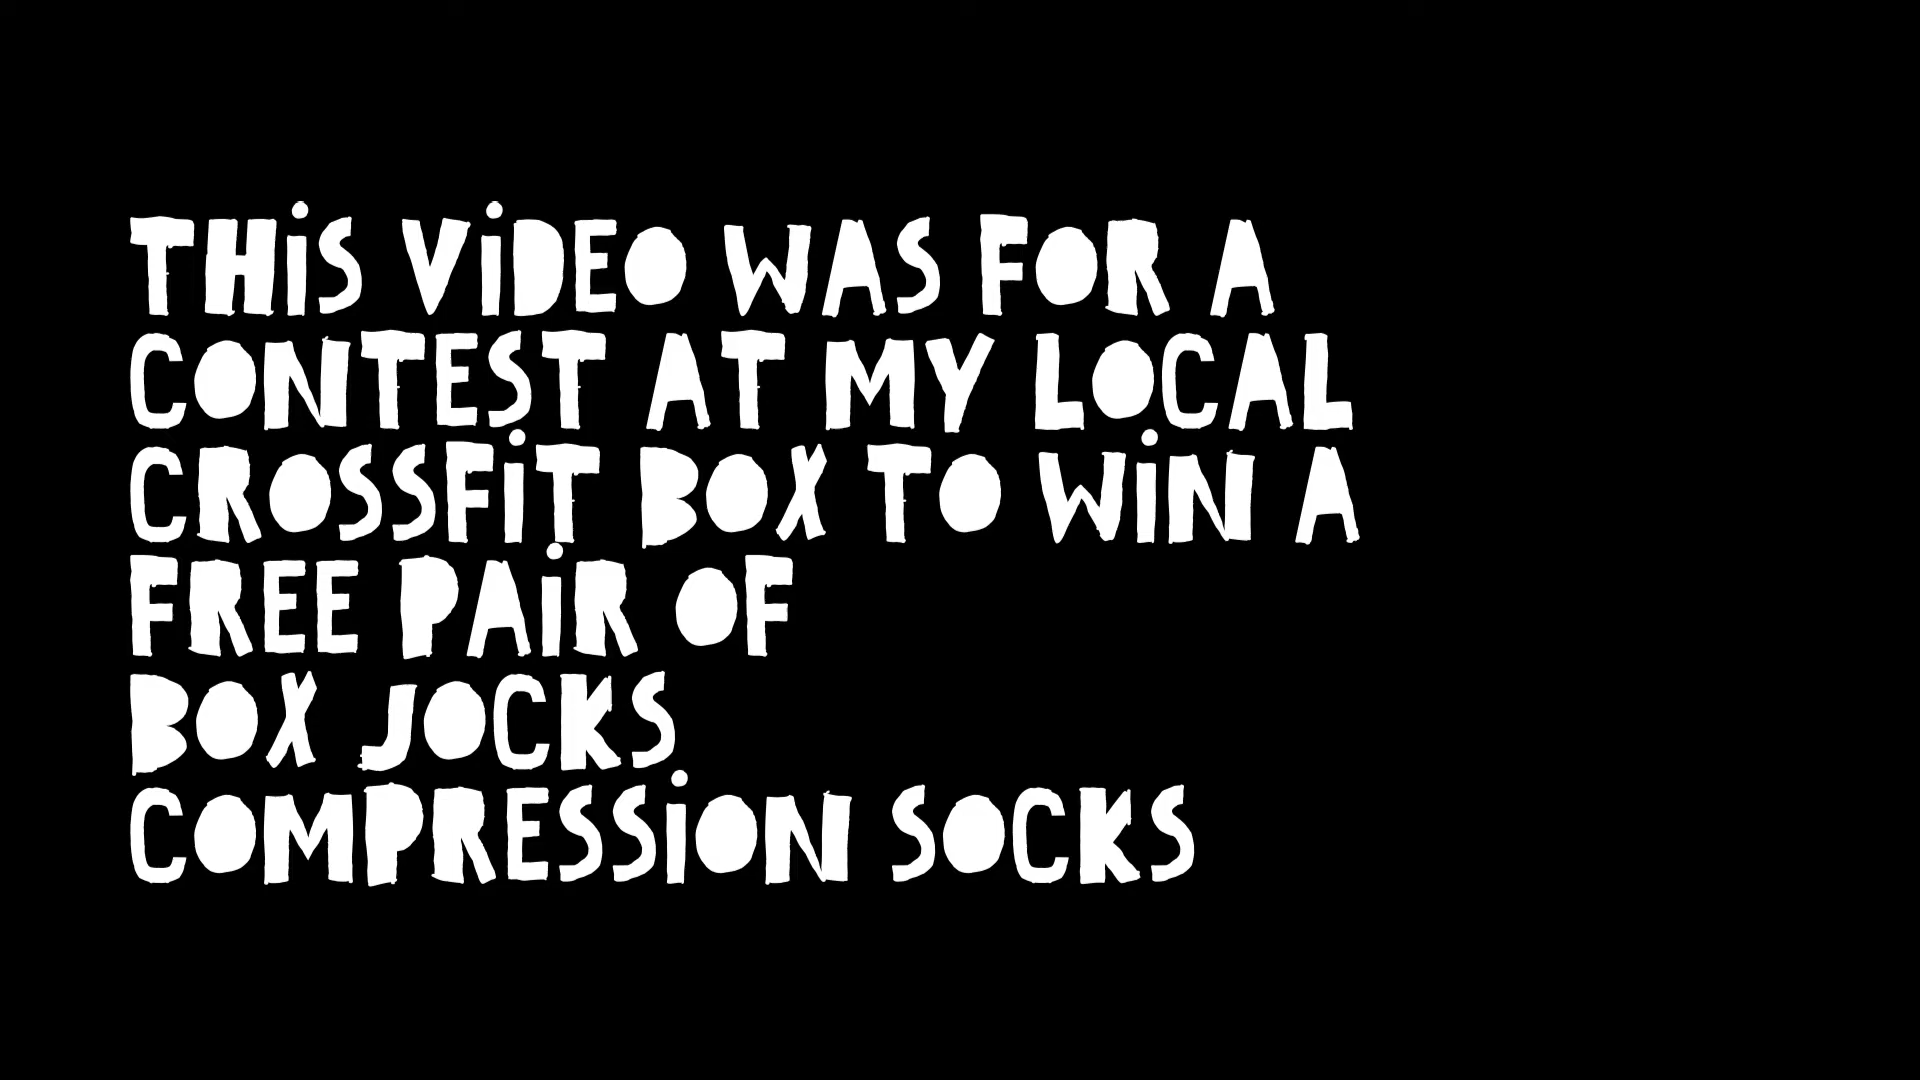 THiS ViDEO WAS FOR A
CONTEST AT MY LOCAL
CROSSFiT BOX TO WiN A
FREE PAiR OF
BOX JOCKS
COMPRESSiON SOCKS